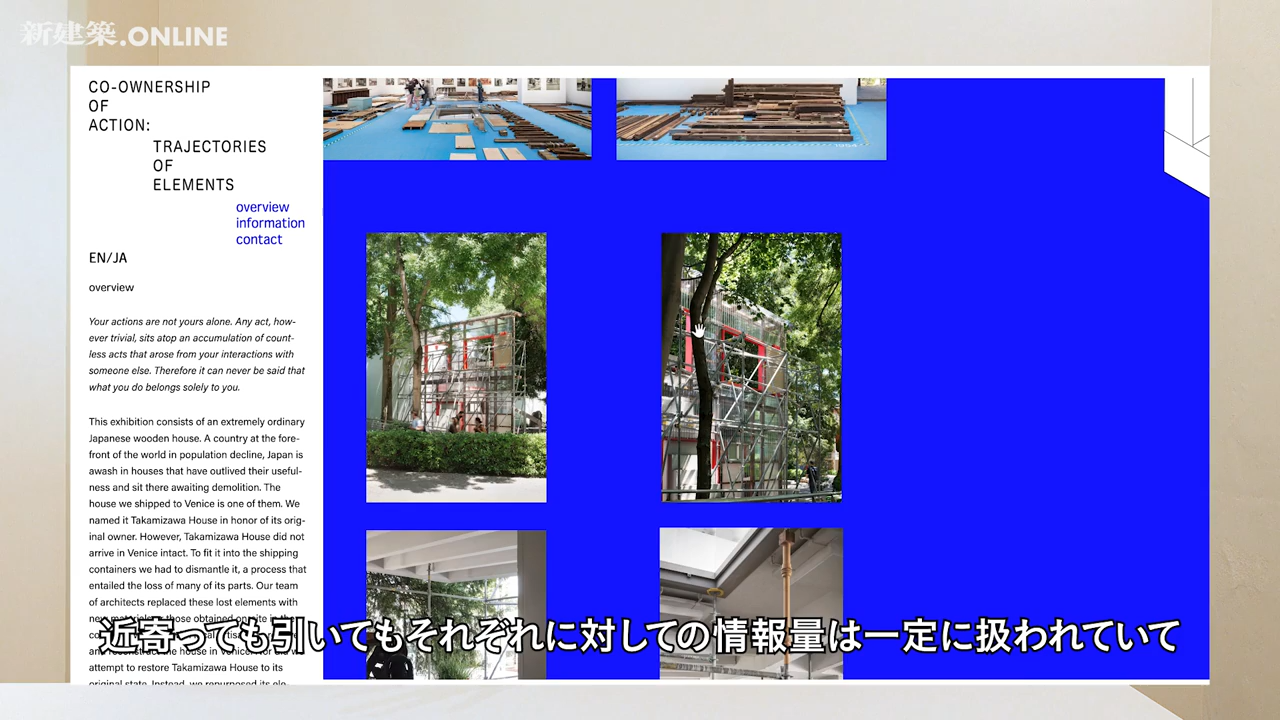 新建築.ONLINE
CO-OWNERSHIP
OF
ACTION:
TRAJECTORIES
OF
ELEMENTS
overview
information
contact
EN/JA
overview
Your actions are not yours alone. Any act, how-
ever trivial, sits atop an accumulation of count-
less acts that arose from your interactions with
someone else. Therefore it can never be said that
what you do belongs solely to you.
This exhibition consists of an extremely ordinary
Japanese wooden house. A country at the fore-
front of the world in population decline, Japan is
awash in houses that have outlived their useful-
ness and sit there awaiting demolition. The
house we shipped to Venice is one of them. We
named it Takamizawa House in honor of its orig-
inal owner. However, Takamizawa House did not
arrive in Venice intact. To fit it into the shipping
containers we had to dismantle it, a process that
entailed the loss of many of its parts. Our team
of architects replaced these lost elements with
those obtained on
house in Venice
attempt to restore Takamizawa House to its
original state. Instead, we repurposed its ele-
近寄っても引いてもそれぞれに対しての情報量は一定に扱われていて